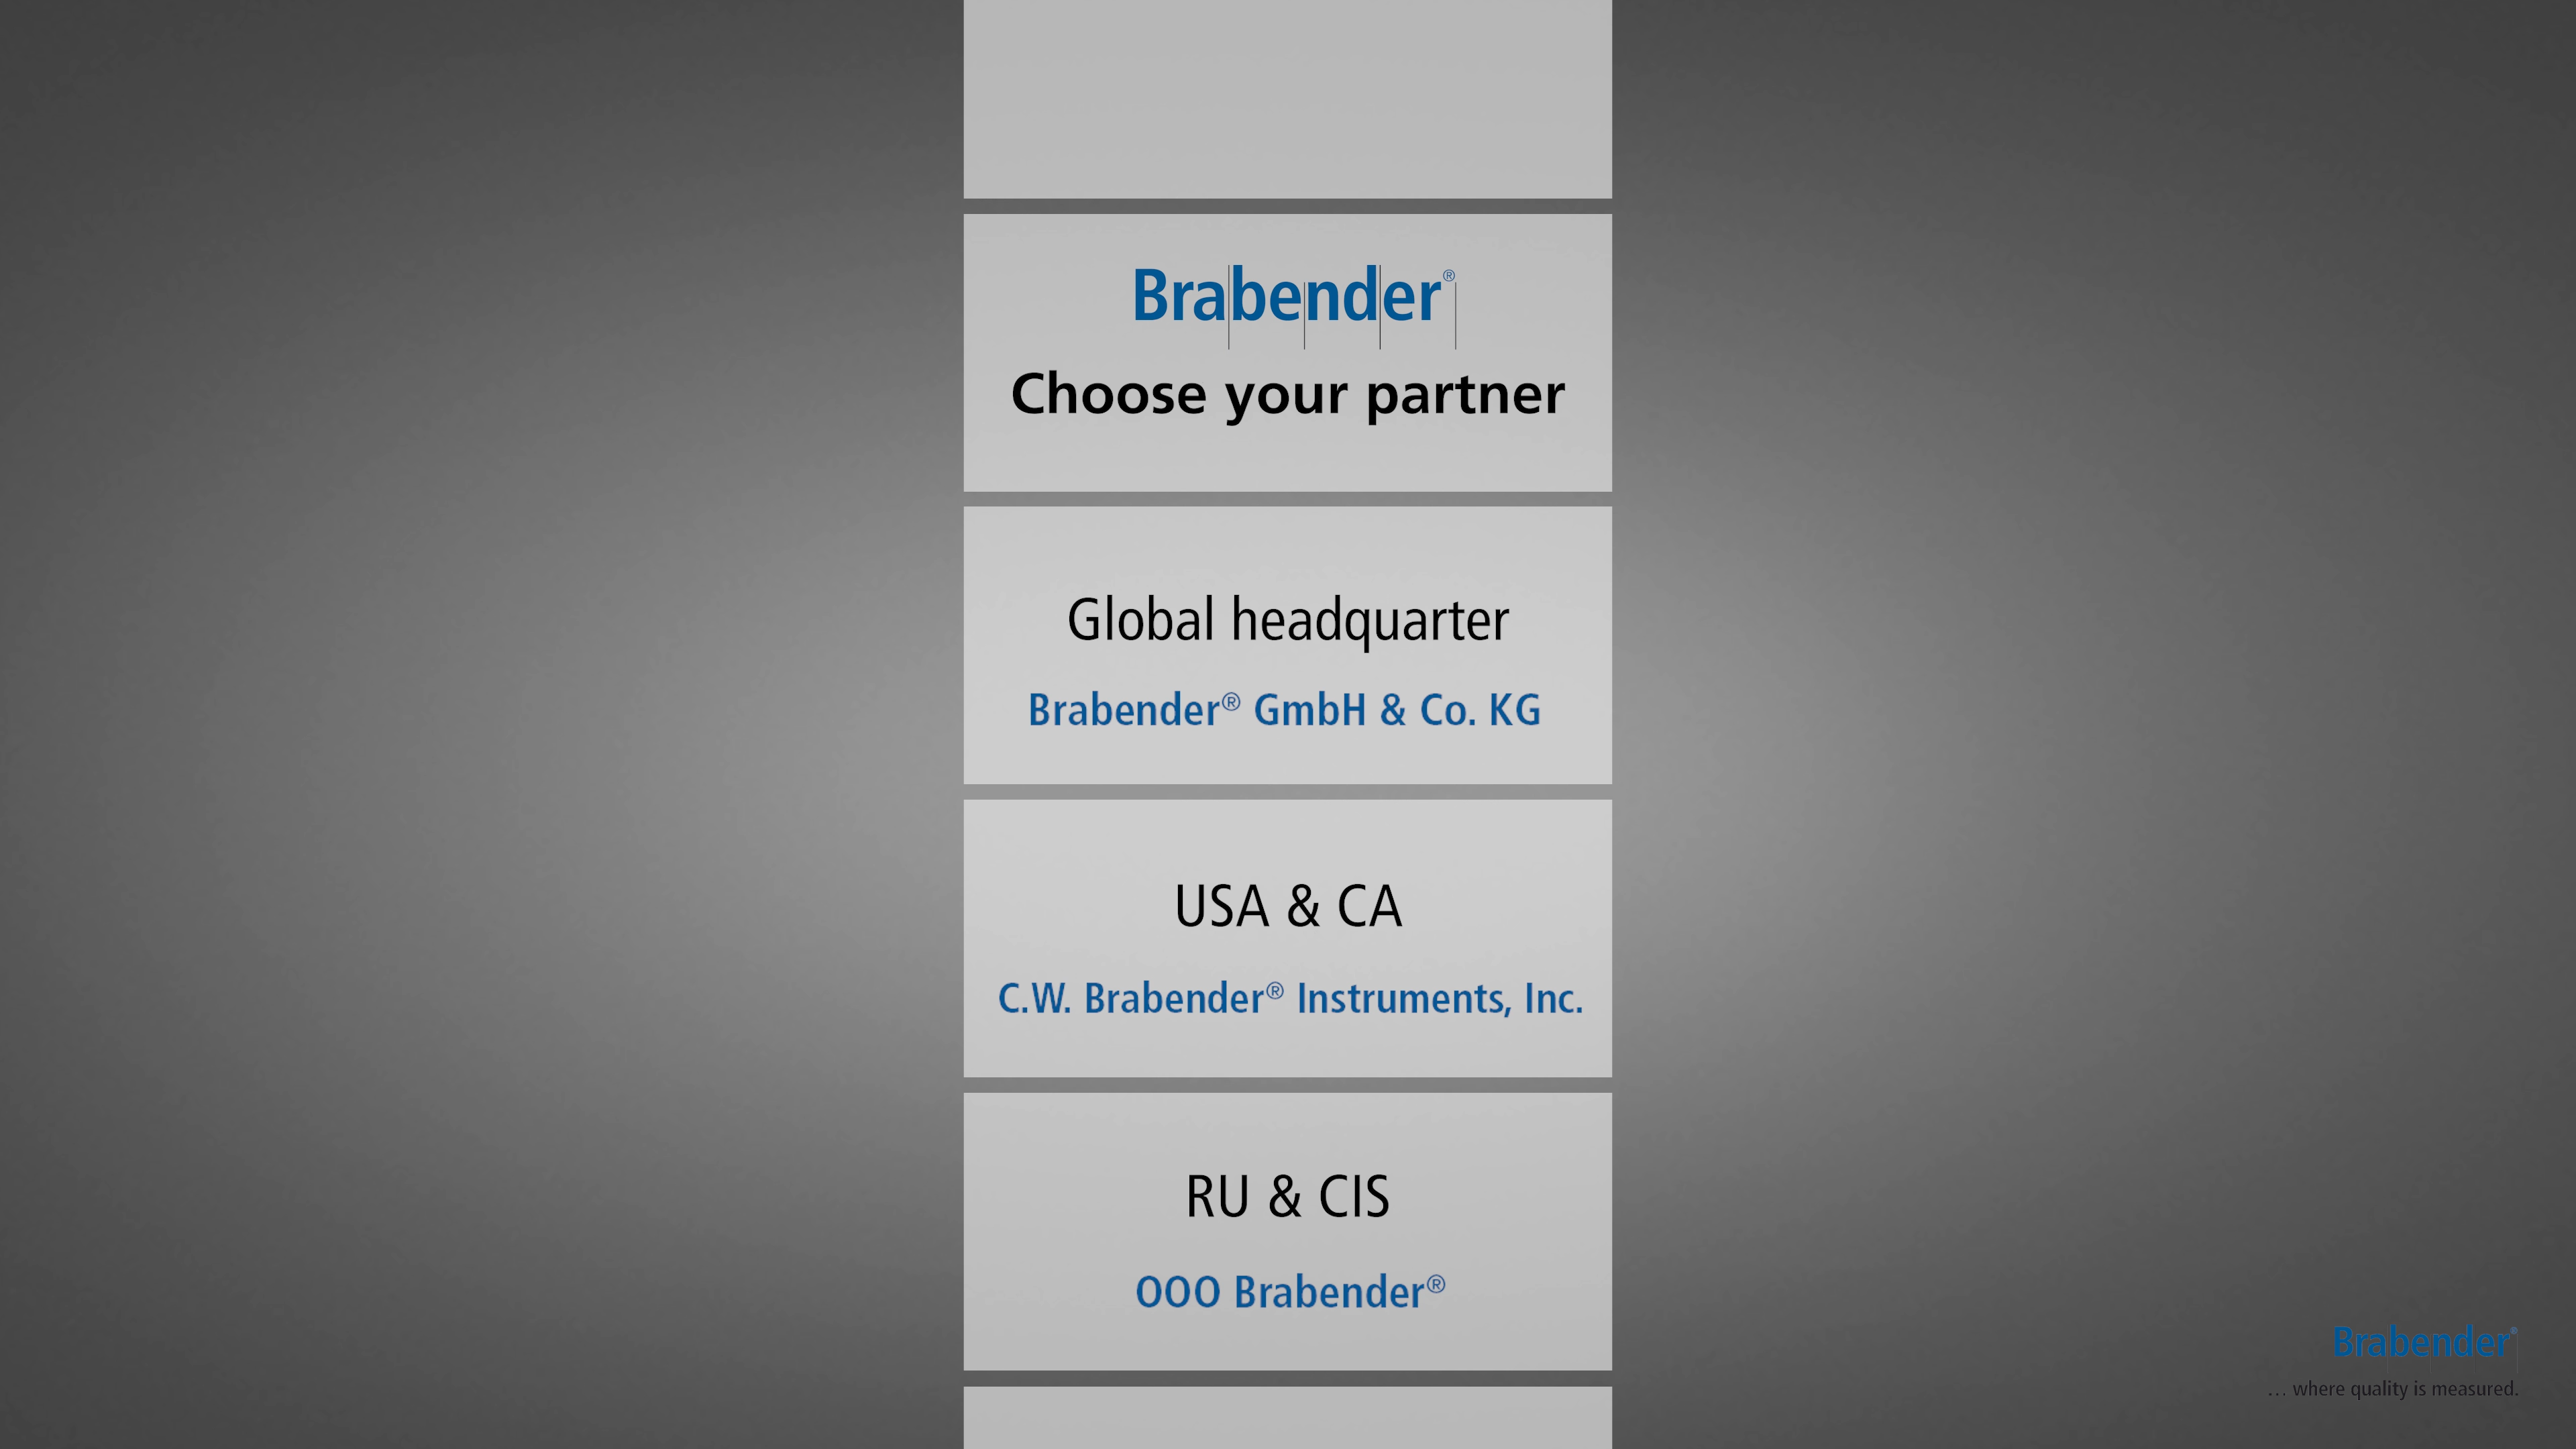 Brabender®
Choose your partner
Global headquarter
Brabender® GmbH & Co. KG
USA & CA
C.W. Brabender® Instruments, Inc.
RU & CIS
OOO Brabender®
Brabender®
... where quality is measured.